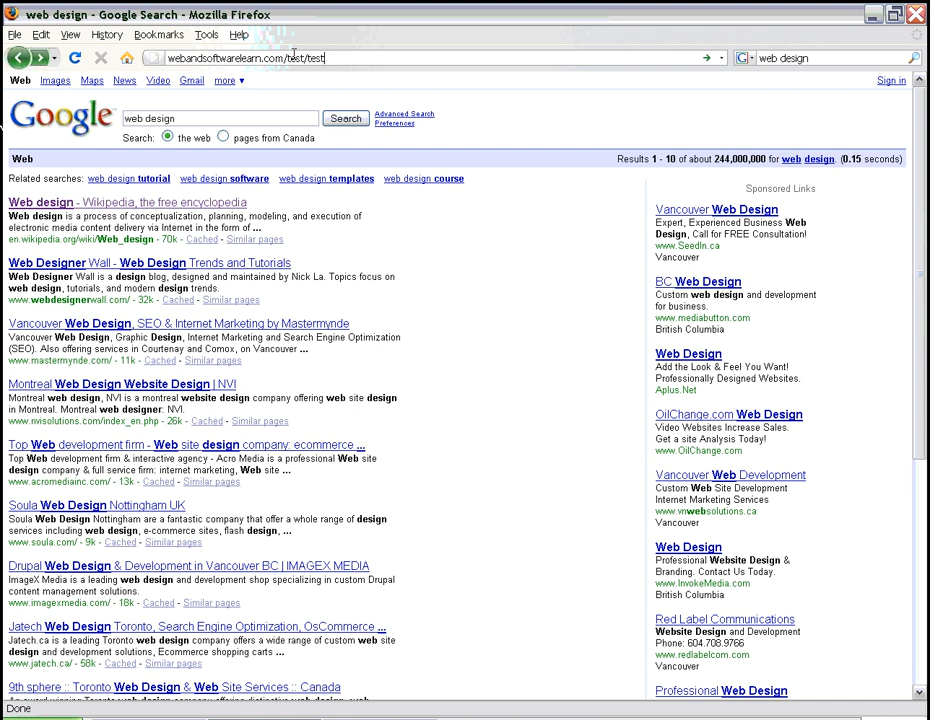 web design - Google Search - Mozilla Firefox
File Edit View History Bookmarks Tools Help
webandsoftwarelearn.com/test/test
G web design
Web Images Maps News Video Gmail more ▼ Sign in
Google™
web design
Search
Advanced Search
Preferences
Search: the web pages from Canada
Web Results 1 - 10 of about 244,000,000 for web design. (0.15 seconds)
Related searches: web design tutorial web design software web design templates web design course
Web design - Wikipedia, the free encyclopedia
Web design is a process of conceptualization, planning, modeling, and execution of
electronic media content delivery via Internet in the form of ...
en.wikipedia.org/wiki/Web_design - 70k - Cached - Similar pages
Web Designer Wall - Web Design Trends and Tutorials
Web Designer Wall is a design blog, designed and maintained by Nick La. Topics focus on
web design, tutorials, and modern design trends.
www.webdesignerwall.com/ - 32k - Cached - Similar pages
Vancouver Web Design, SEO & Internet Marketing by Mastermynde
Vancouver Web Design, Graphic Design, Internet Marketing and Search Engine Optimization
(SEO). Also offering services in Courtenay and Comox, on Vancouver ...
www.mastermynde.com/ - 11k - Cached - Similar pages
Montreal Web Design Website Design | NVI
Montreal web design, NVI is a montreal website design company offering web site design
in Montreal. Montreal web designer: NVI.
www.nvisolutions.com/index_en.php - 26k - Cached - Similar pages
Top Web development firm - Web site design company: ecommerce ...
Top Web development firm & interactive agency - Acro Media is a professional Web site
design company & full service firm: internet marketing, Web site ...
www.acromediainc.com/ - 13k - Cached - Similar pages
Soula Web Design Nottingham UK
Soula Web Design Nottingham are a fantastic company that offer a whole range of design
services including web design, e-commerce sites, flash design, ...
www.soula.com/ - 9k - Cached - Similar pages
Drupal Web Design & Development in Vancouver BC | IMAGEX MEDIA
ImageX Media is a leading web design and development shop specializing in custom Drupal
content management solutions.
www.imagexmedia.com/ - 18k - Cached - Similar pages
Jatech Web Design Toronto, Search Engine Optimization, OsCommerce ...
Jatech.ca is a leading Toronto web design company offers a wide range of custom web site
design and development solutions, Ecommerce shopping carts ...
www.jatech.ca/ - 58k - Cached - Similar pages
9th sphere :: Toronto Web Design & Web Site Services :: Canada
Sponsored Links
Vancouver Web Design
Expert, Experienced Business Web
Design, Call for FREE Consultation!
www.SeedIn.ca
Vancouver
BC Web Design
Custom web design and development
for business.
www.mediabutton.com
British Columbia
Web Design
Add the Look & Feel You Want!
Professionally Designed Websites.
Aplus.Net
OilChange.com Web Design
Video Websites Increase Sales.
Get a site Analysis Today!
www.OilChange.com
Vancouver Web Development
Custom Web Site Development
Internet Marketing Services
www.vnwebsolutions.ca
Vancouver
Web Design
Professional Website Design &
Branding. Contact Us Today.
www.InvokeMedia.com
British Columbia
Red Label Communications
Website Design and Development
Phone: 604.708.9766
www.redlabelcom.com
Vancouver
Professional Web Design
Done